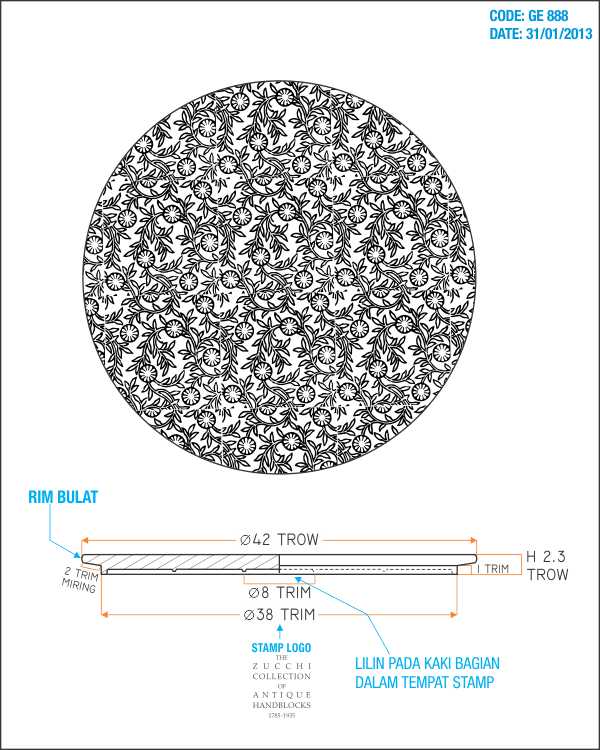 CODE: GE 888
DATE: 31/01/2013
RIM BULAT
Ø42 TROW
2 TRIM
MIRING
1 TRIM
H 2.3
TROW
Ø8 TRIM
Ø38 TRIM
STAMP LOGO
THE
ZUCCHI
COLLECTION
OF
ANTIQUE
HANDBLOCKS
1785-1935
LILIN PADA KAKI BAGIAN
DALAM TEMPAT STAMP